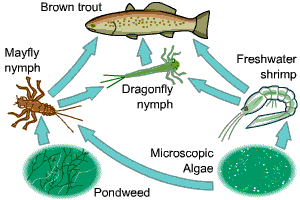 Brown trout
Mayfly
nymph
Dragonfly
nymph
Freshwater
shrimp
Microscopic
Algae
Pondweed